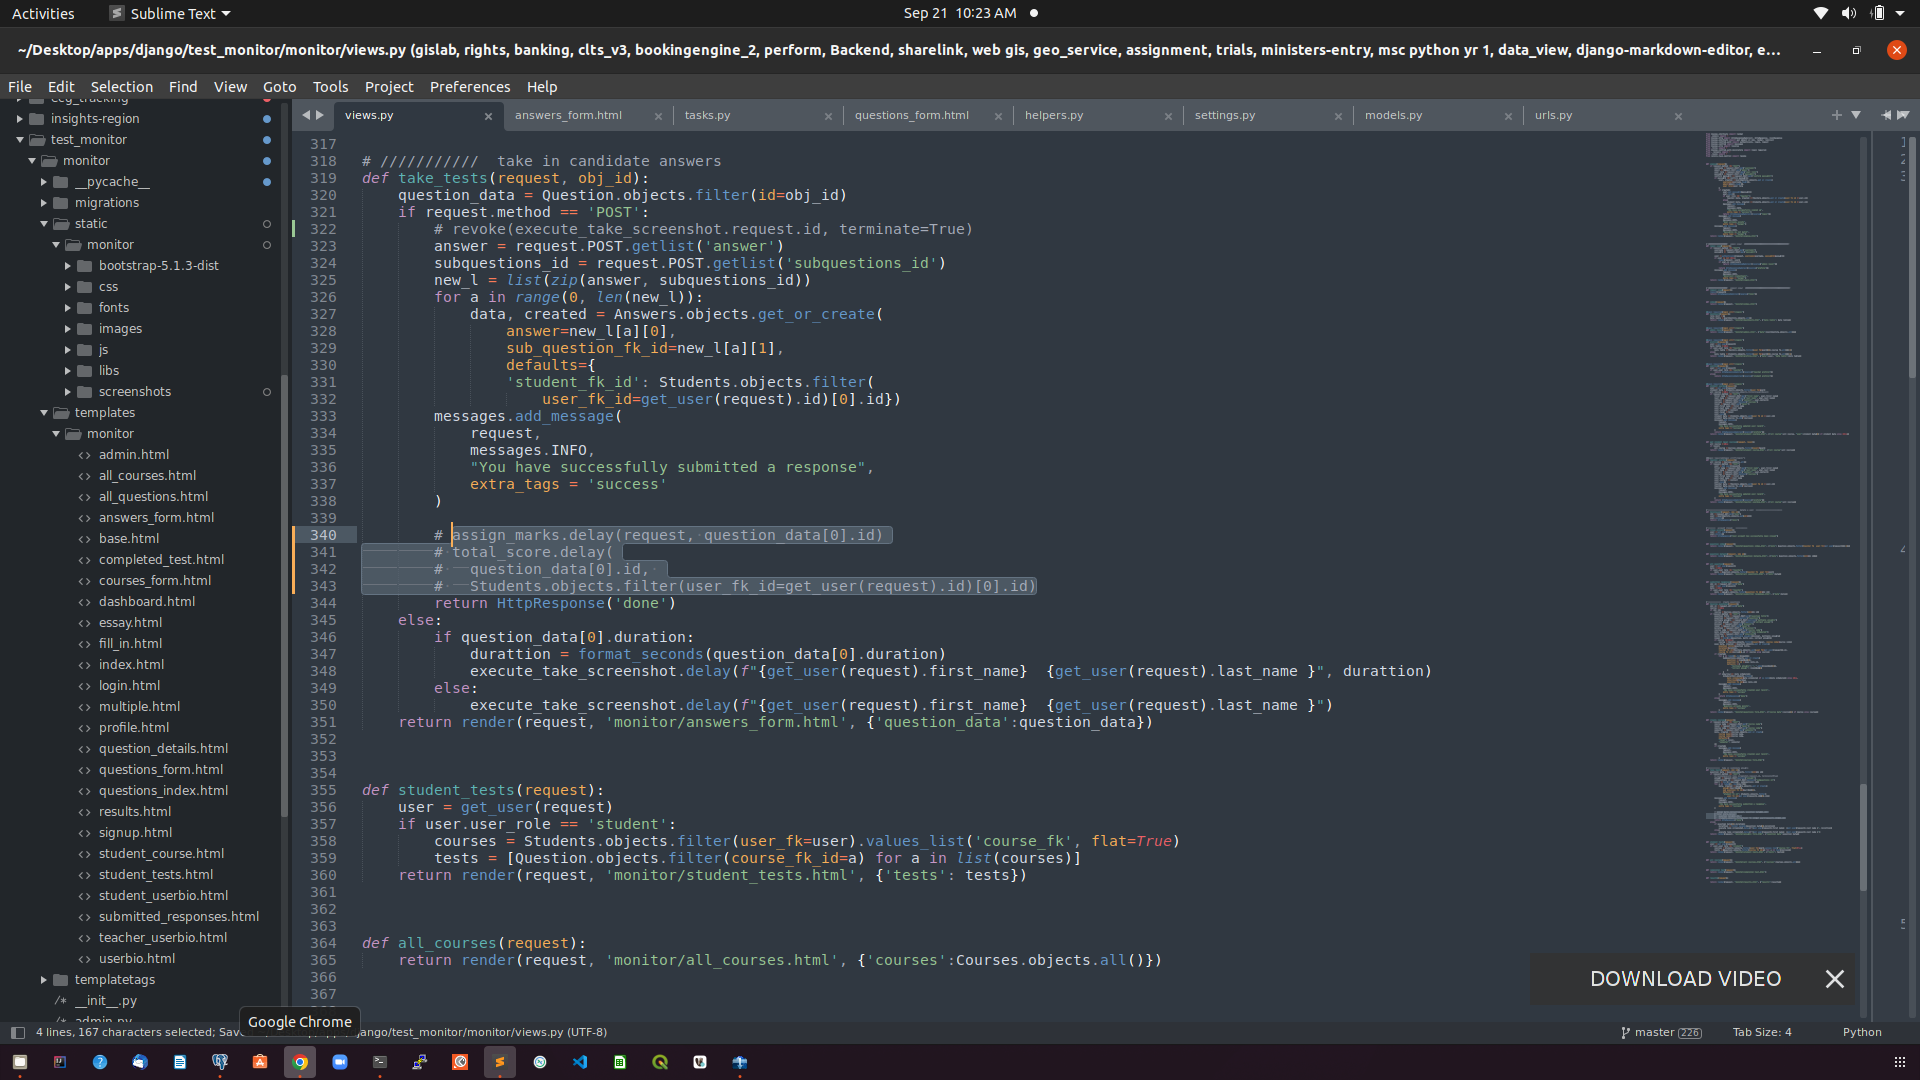 Activities
Sublime Text
Sep 21 10:23 AM
~/Desktop/apps/django/test_monitor/monitor/views.py (gislab, rights, banking, clts_v3, bookingengine_2, perform, Backend, sharelink, web gis, geo_service, assignment, trials, ministers-entry, msc python yr 1, data_view, django-markdown-editor, e...
File Edit Selection Find View Goto Tools Project Preferences Help
insights-region
test_monitor
monitor
__pycache__
migrations
static
monitor
bootstrap-5.1.3-dist
css
fonts
images
js
libs
screenshots
templates
monitor
admin.html
all_courses.html
all_questions.html
answers_form.html
base.html
completed_test.html
courses_form.html
dashboard.html
essay.html
fill_in.html
index.html
login.html
multiple.html
profile.html
question_details.html
questions_form.html
questions_index.html
results.html
signup.html
student_course.html
student_tests.html
student_userbio.html
submitted_responses.html
teacher_userbio.html
userbio.html
templatetags
/* __init__.py
views.py answers_form.html tasks.py questions_form.html helpers.py settings.py models.py urls.py
317
318 # /////////// take in candidate answers
319 def take_tests(request, obj_id):
320 question_data = Question.objects.filter(id=obj_id)
321 if request.method == 'POST':
322 # revoke(execute_take_screenshot.request.id, terminate=True)
323 answer = request.POST.getlist('answer')
324 subquestions_id = request.POST.getlist('subquestions_id')
325 new_l = list(zip(answer, subquestions_id))
326 for a in range(0, len(new_l)):
327 data, created = Answers.objects.get_or_create(
328 answer=new_l[a][0],
329 sub_question_fk_id=new_l[a][1],
330 defaults={
331 'student_fk_id': Students.objects.filter(
332 user_fk_id=get_user(request).id)[0].id})
333 messages.add_message(
334 request,
335 messages.INFO,
336 "You have successfully submitted a response",
337 extra_tags = 'success'
338 )
339
340 # assign_marks.delay(request, question_data[0].id)
341 # total_score.delay(
342 # question_data[0].id,
343 # Students.objects.filter(user_fk_id=get_user(request).id)[0].id)
344 return HttpResponse('done')
345 else:
346 if question_data[0].duration:
347 durattion = format_seconds(question_data[0].duration)
348 execute_take_screenshot.delay(f"{get_user(request).first_name} {get_user(request).last_name }", durattion)
349 else:
350 execute_take_screenshot.delay(f"{get_user(request).first_name} {get_user(request).last_name }")
351 return render(request, 'monitor/answers_form.html', {'question_data':question_data})
352
353
354
355 def student_tests(request):
356 user = get_user(request)
357 if user.user_role == 'student':
358 courses = Students.objects.filter(user_fk=user).values_list('course_fk', flat=True)
359 tests = [Question.objects.filter(course_fk_id=a) for a in list(courses)]
360 return render(request, 'monitor/student_tests.html', {'tests': tests})
361
362
363
364 def all_courses(request):
365 return render(request, 'monitor/all_courses.html', {'courses':Courses.objects.all()})
366
367
DOWNLOAD VIDEO
Google Chrome
4 lines, 167 characters selected; django/test_monitor/monitor/views.py (UTF-8)
master 226
Tab Size: 4
Python